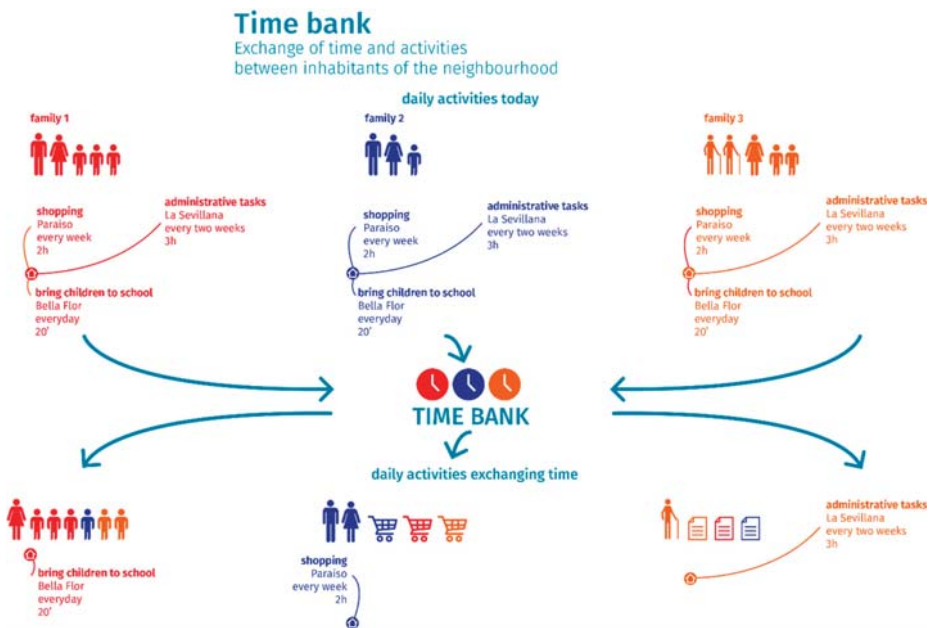 Time bank
Exchange of time and activities
between inhabitants of the neighbourhood
daily activities today
family 1
shopping
Paraiso
every week
2h
administrative tasks
La Sevillana
every two weeks
3h
bring children to school
Bella Flor
everyday
20'
family 2
shopping
Paraiso
every week
2h
administrative tasks
La Sevillana
every two weeks
3h
bring children to school
Bella Flor
everyday
20'
family 3
shopping
Paraiso
every week
2h
administrative tasks
La Sevillana
every two weeks
3h
bring children to school
Bella Flor
everyday
20'
TIME BANK
daily activities exchanging time
bring children to school
Bella Flor
everyday
20'
shopping
Paraiso
every week
2h
administrative tasks
La Sevillana
every two weeks
3h